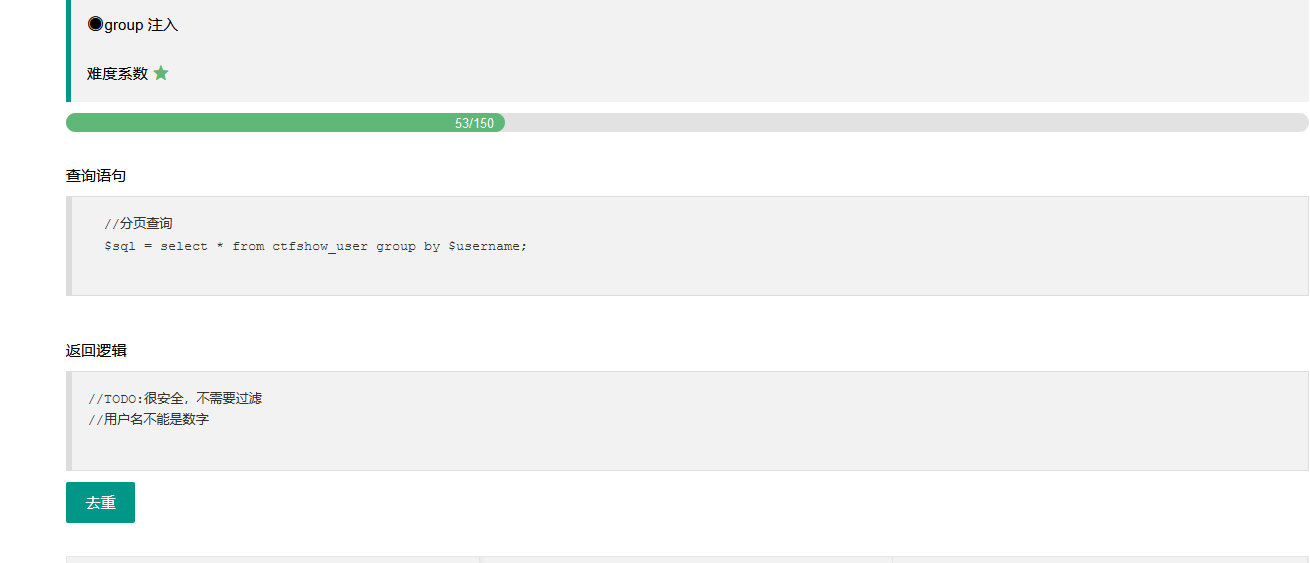 ◉group 注入
难度系数 ★
53/150
查询语句
//分页查询
$sql = select * from ctfshow_user group by $username;
返回逻辑
//TODO:很安全，不需要过滤
//用户名不能是数字
去重